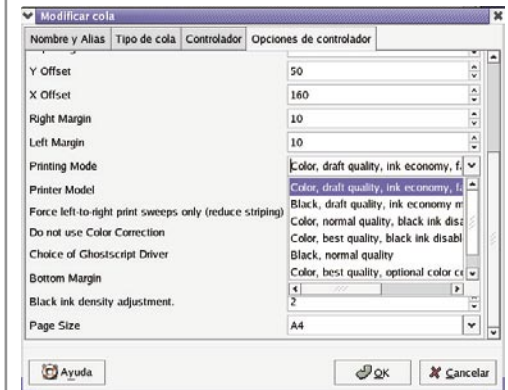 Modificar cola
Nombre y Alias Tipo de cola Controlador Opciones de controlador
Y Offset 50
X Offset 160
Right Margin 10
Left Margin 10
Printing Mode Color, draft quality, ink economy, f
Printer Model Color, draft quality, ink economy, f
Black, draft quality, ink economy m
Force left-to-right print sweeps only (reduce striping) Color, normal quality, black ink disa
Do not use Color Correction Color, best quality, black ink disabl
Choice of Ghostscript Driver Black, normal quality
Bottom Margin Color, best quality, optional color c
Black ink density adjustment. 2
Page Size A4
Ayuda OK Cancelar